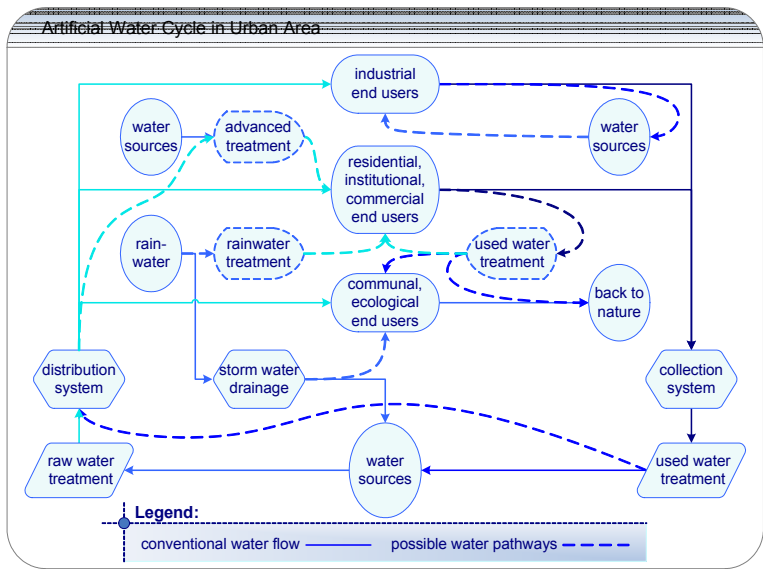 Artificial Water Cycle in Urban Area
industrial
end users
water
sources
advanced
treatment
water
sources
residential,
institutional,
commercial
end users
rain-
water
rainwater
treatment
used water
treatment
communal,
ecological
end users
back to
nature
distribution
system
storm water
drainage
collection
system
raw water
treatment
water
sources
used water
treatment
Legend:
conventional water flow
possible water pathways